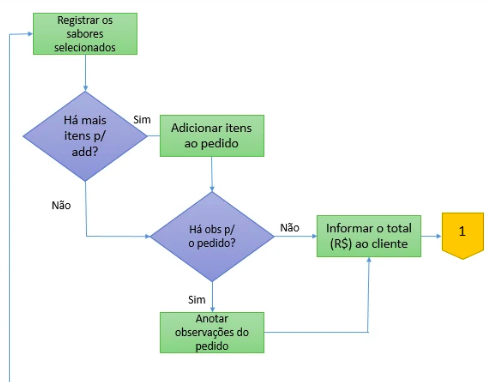 Registrar os
sabores
selecionados
Há mais
itens p/
add?
Sim
Adicionar itens
ao pedido
Não
Há obs p/
o pedido?
Não
Informar o total
(R$) ao cliente
1
Sim
Anotar
observações do
pedido